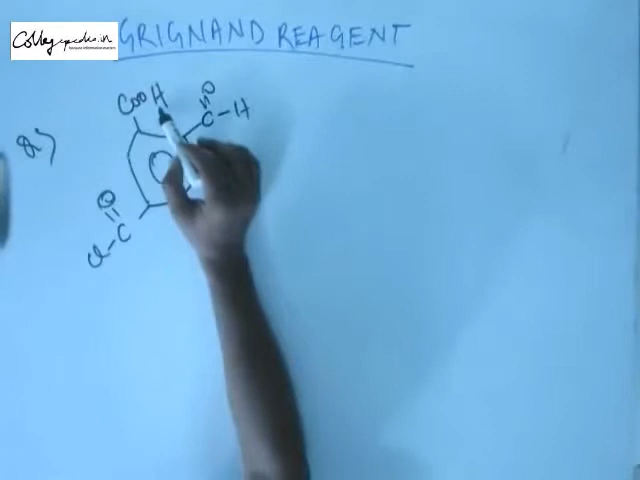 Collegepedia.in
GRIGNAND REAGENT
Q)
COOH
O
C-H
O
Cl-C